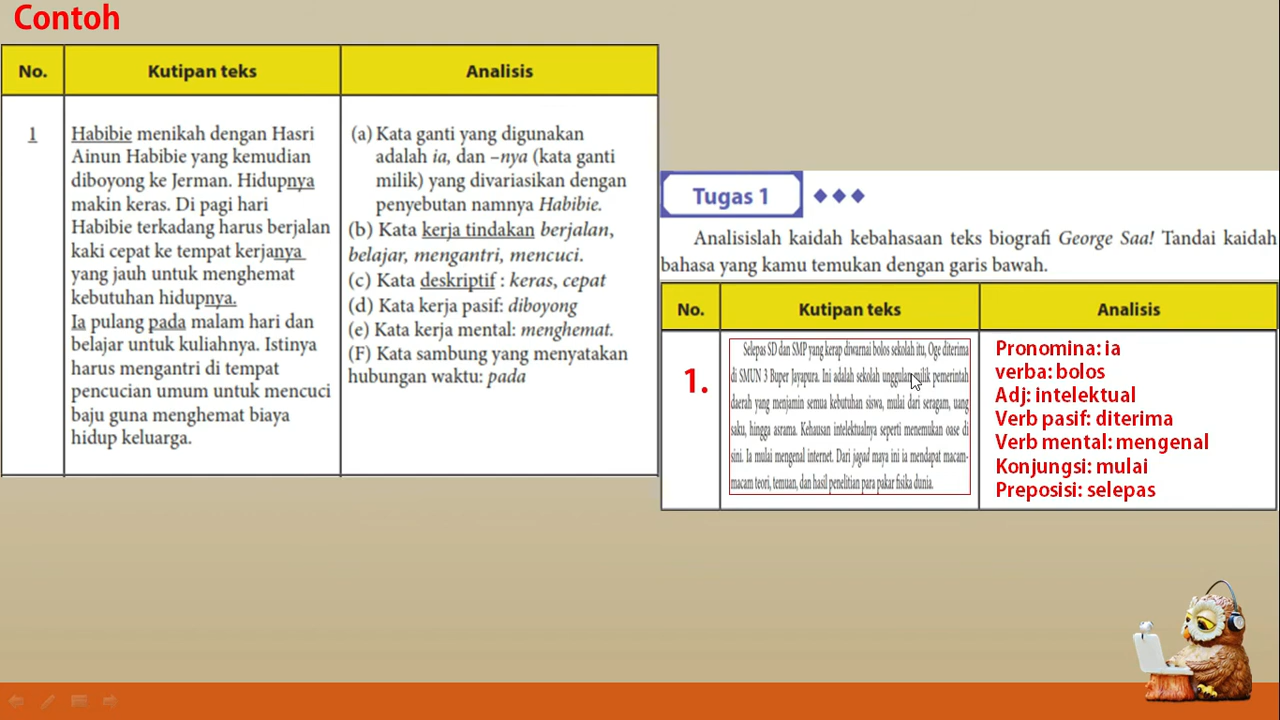 Contoh
No.
Kutipan teks
Analisis
1
Habibie menikah dengan Hasri
Ainun Habibie yang kemudian
diboyong ke Jerman. Hidupnya
makin keras. Di pagi hari
Habibie terkadang harus berjalan
kaki cepat ke tempat kerjanya
yang jauh untuk menghemat
kebutuhan hidupnya.
Ia pulang pada malam hari dan
belajar untuk kuliahnya. Istinya
harus mengantri di tempat
pencucian umum untuk mencuci
baju guna menghemat biaya
hidup keluarga.
(a) Kata ganti yang digunakan
adalah ia, dan –nya (kata ganti
milik) yang divariasikan dengan
penyebutan namnya Habibie.
(b) Kata kerja tindakan berjalan,
belajar, mengantri, mencuci.
(c) Kata deskriptif : keras, cepat
(d) Kata kerja pasif: diboyong
(e) Kata kerja mental: menghemat.
(F) Kata sambung yang menyatakan
hubungan waktu: pada
Tugas 1
Analisislah kaidah kebahasaan teks biografi George Saa! Tandai kaidah
bahasa yang kamu temukan dengan garis bawah.
No.
Kutipan teks
Analisis
1.
Selepas SD dan SMP yang kerap diwarnai bolos sekolah itu, Oge diterima
di SMUN 3 Buper Jayapura. Ini adalah sekolah unggulan milik pemerintah
daerah yang menjamin semua kebutuhan siswa, mulai dari seragam, uang
saku, hingga asrama. Kehausan intelektualnya seperti menemukan oase di
sini. Ia mulai mengenal internet. Dari jagad maya ini ia mendapat macam-
macam teori, temuan, dan hasil penelitian para pakar fisika dunia.
Pronomina: ia
verba: bolos
Adj: intelektual
Verb pasif: diterima
Verb mental: mengenal
Konjungsi: mulai
Preposisi: selepas